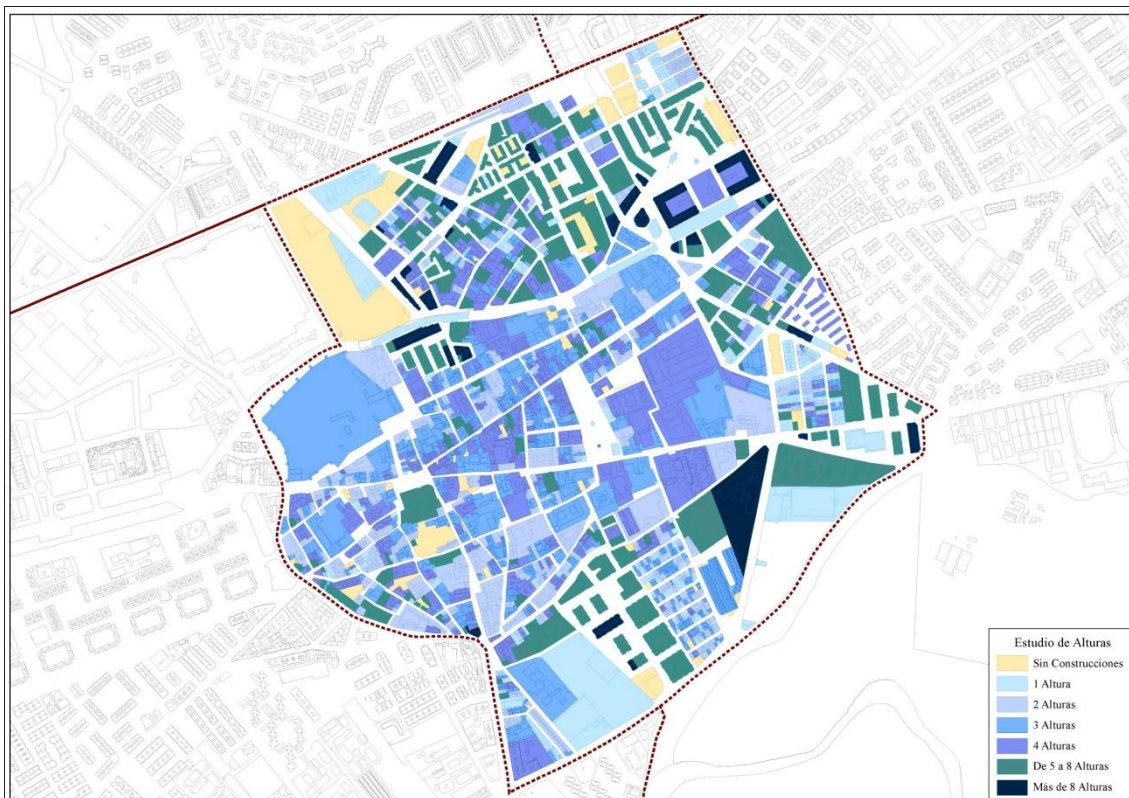 Estudio de Alturas
Sin Construcciones
1 Altura
2 Alturas
3 Alturas
4 Alturas
De 5 a 8 Alturas
Más de 8 Alturas